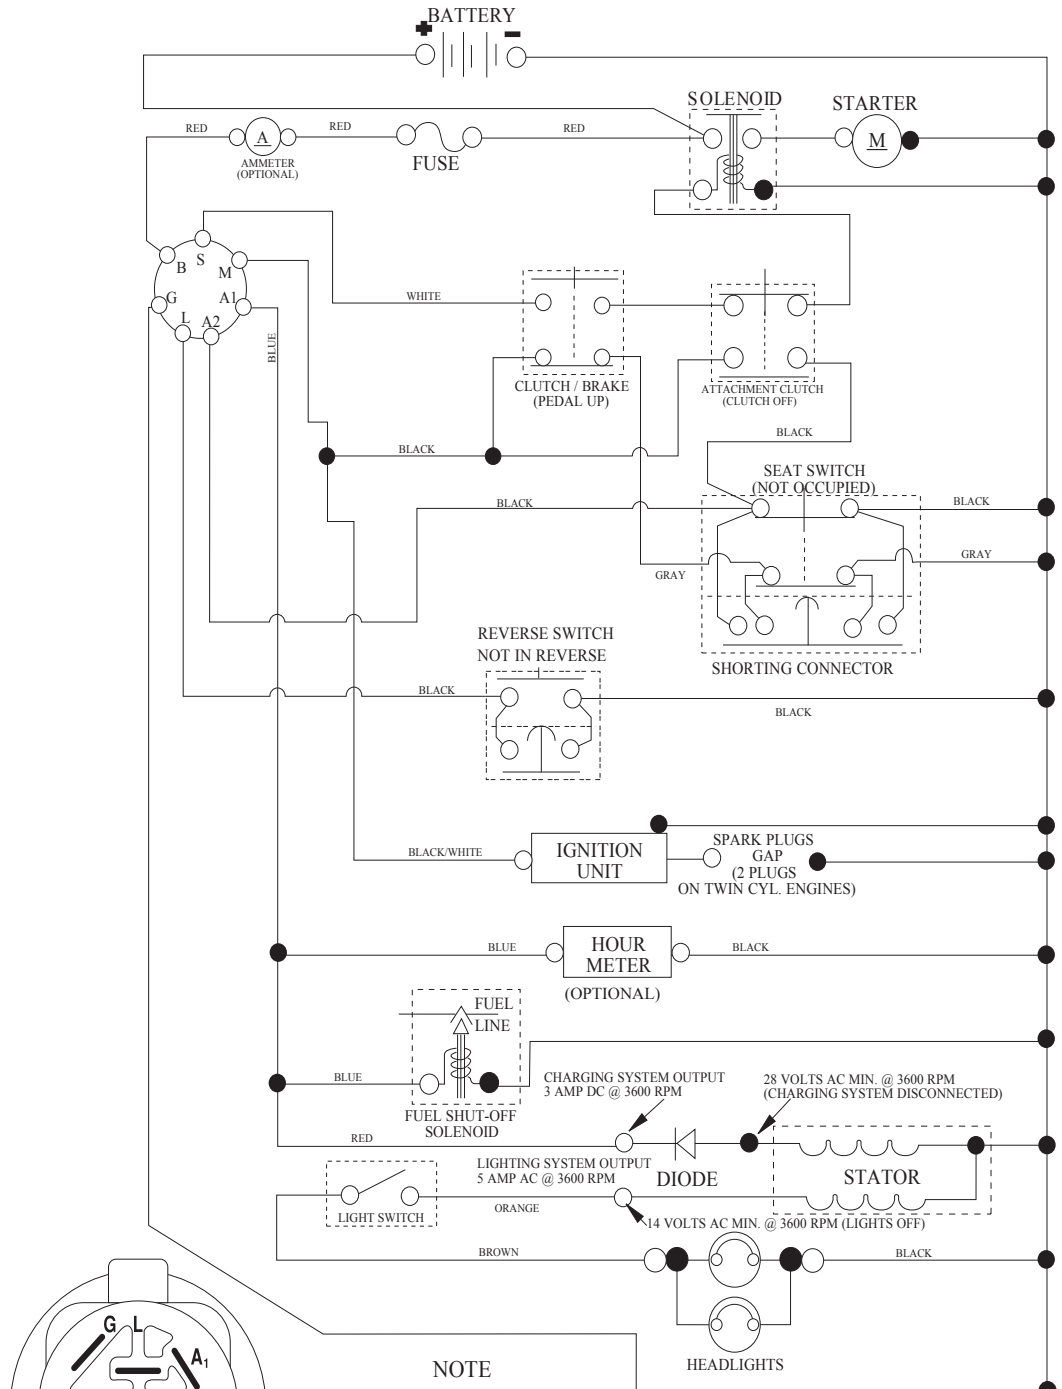 BATTERY
SOLENOID
STARTER
RED
A
RED
RED
M
AMMETER
(OPTIONAL)
FUSE
S
B
M
G
A1
L
A2
BLUE
WHITE
CLUTCH / BRAKE
(PEDAL UP)
ATTACHMENT CLUTCH
(CLUTCH OFF)
BLACK
BLACK
SEAT SWITCH
(NOT OCCUPIED)
BLACK
BLACK
GRAY
GRAY
REVERSE SWITCH
NOT IN REVERSE
SHORTING CONNECTOR
BLACK
BLACK
BLACK/WHITE
IGNITION
UNIT
SPARK PLUGS
GAP
(2 PLUGS
ON TWIN CYL. ENGINES)
BLUE
HOUR
METER
BLACK
(OPTIONAL)
FUEL
LINE
BLUE
FUEL SHUT-OFF
SOLENOID
CHARGING SYSTEM OUTPUT
3 AMP DC @ 3600 RPM
28 VOLTS AC MIN. @ 3600 RPM
(CHARGING SYSTEM DISCONNECTED)
RED
DIODE
STATOR
LIGHTING SYSTEM OUTPUT
5 AMP AC @ 3600 RPM
LIGHT SWITCH
ORANGE
14 VOLTS AC MIN. @ 3600 RPM (LIGHTS OFF)
BROWN
BLACK
HEADLIGHTS
G L
A1
NOTE